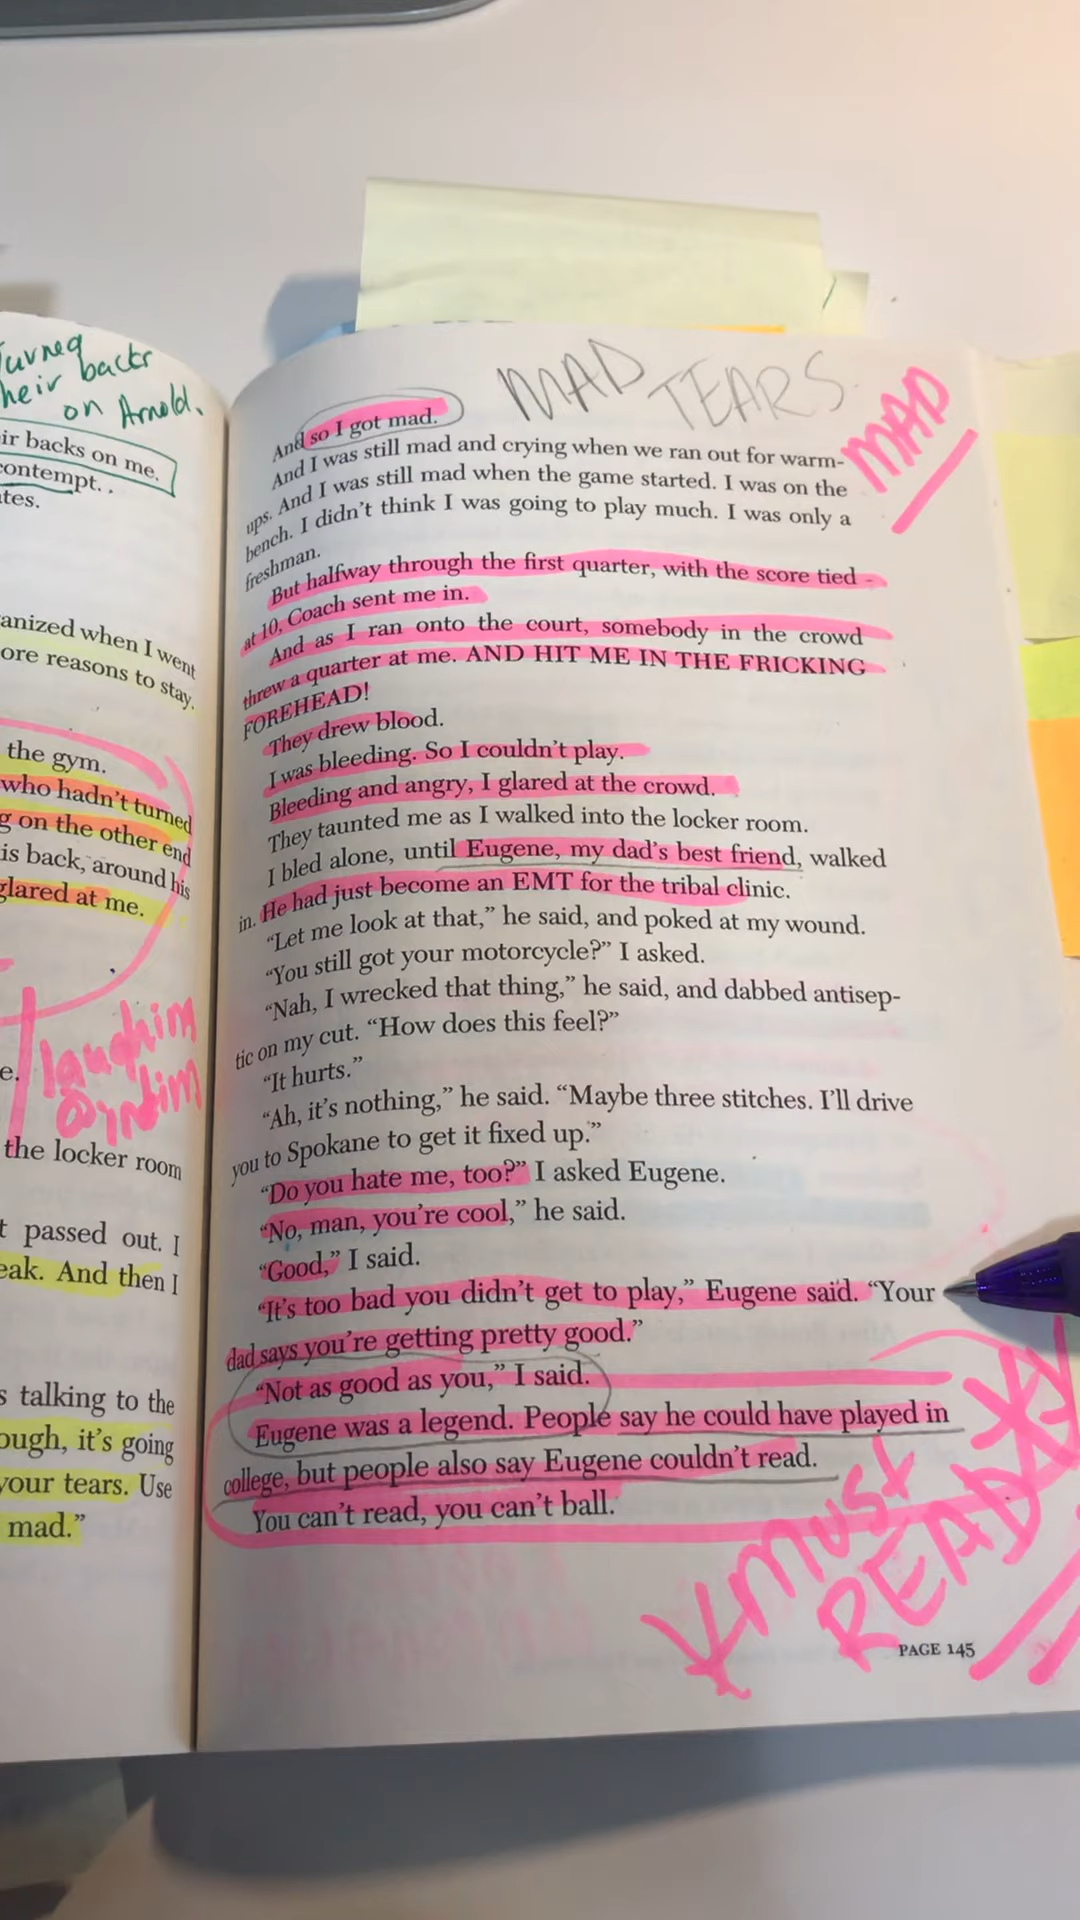 Turned
their backs
on Arnold.
ir backs on me.
contempt. .
tes.
anized when I went
ore reasons to stay.
the gym.
who hadn't turned
g on the other end
is back, around his
glared at me.
e.
the locker room
t passed out. I
eak. And then I
s talking to the
ough, it's going
your tears. Use
mad."
MAD TEARS.
MAD
And so I got mad.
And I was still mad and crying when we ran out for warm-
ups. And I was still mad when the game started. I was on the
bench. I didn't think I was going to play much. I was only a
freshman.
But halfway through the first quarter, with the score tied
at 10, Coach sent me in.
And as I ran onto the court, somebody in the crowd
threw a quarter at me. AND HIT ME IN THE FRICKING
FOREHEAD!
They drew blood.
I was bleeding. So I couldn't play.
Bleeding and angry, I glared at the crowd.
They taunted me as I walked into the locker room.
I bled alone, until Eugene, my dad's best friend, walked
in. He had just become an EMT for the tribal clinic.
"Let me look at that," he said, and poked at my wound.
"You still got your motorcycle?" I asked.
"Nah, I wrecked that thing," he said, and dabbed antisep-
tic on my cut. "How does this feel?"
"It hurts."
"Ah, it's nothing," he said. "Maybe three stitches. I'll drive
you to Spokane to get it fixed up."
"Do you hate me, too?" I asked Eugene.
"No, man, you're cool," he said.
"Good," I said.
"It's too bad you didn't get to play," Eugene said. "Your
dad says you're getting pretty good."
"Not as good as you," I said.
Eugene was a legend. People say he could have played in
college, but people also say Eugene couldn't read.
You can't read, you can't ball.
must
READ
PAGE 145